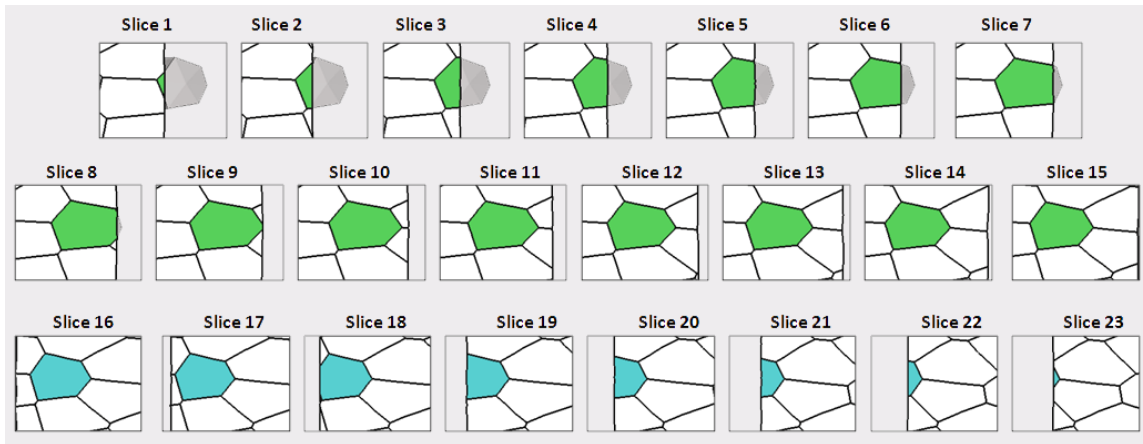 Slice 1
Slice 2
Slice 3
Slice 4
Slice 5
Slice 6
Slice 7
Slice 8
Slice 9
Slice 10
Slice 11
Slice 12
Slice 13
Slice 14
Slice 15
Slice 16
Slice 17
Slice 18
Slice 19
Slice 20
Slice 21
Slice 22
Slice 23